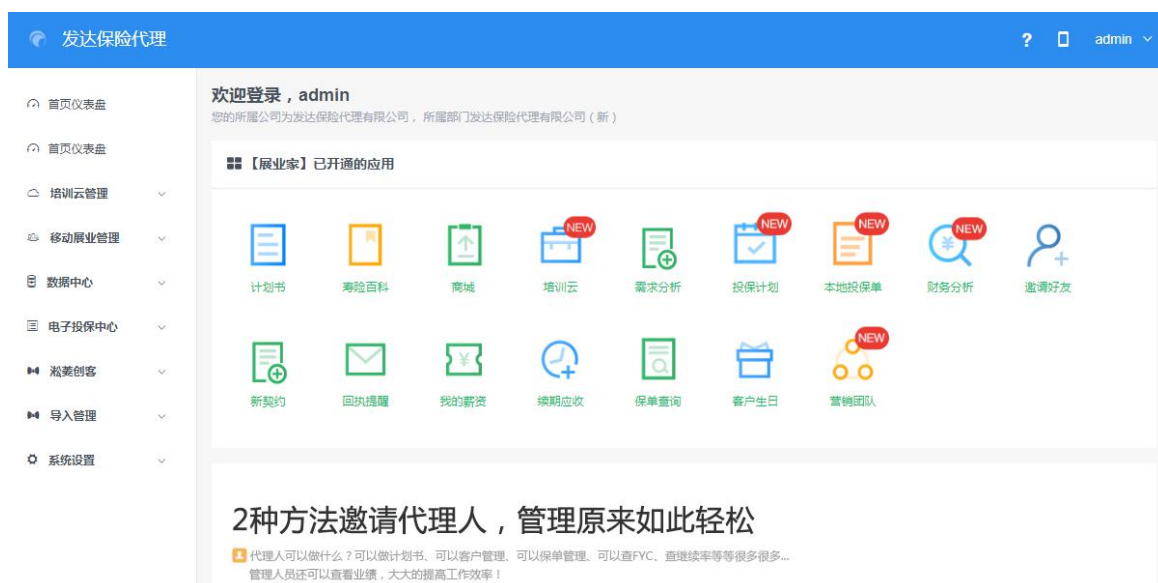 发达保险代理
? admin
首页仪表盘
首页仪表盘
培训云管理
移动展业管理
数据中心
电子投保中心
淞菱创客
导入管理
系统设置
欢迎登录，admin
您的所属公司为发达保险代理有限公司，所属部门发达保险代理有限公司（新）
【展业家】已开通的应用
NEW NEW NEW NEW
计划书 寿险百科 商城 培训云 需求分析 投保计划 本地投保单 财务分析 邀请好友
NEW
新契约 回执提醒 我的薪资 续期应收 保单查询 客户生日 营销团队
2种方法邀请代理人，管理原来如此轻松
代理人可以做什么？可以做计划书、可以客户管理、可以保单管理、可以查FYC、查继续率等等很多很多...
管理人员还可以查看业绩，大大的提高工作效率！